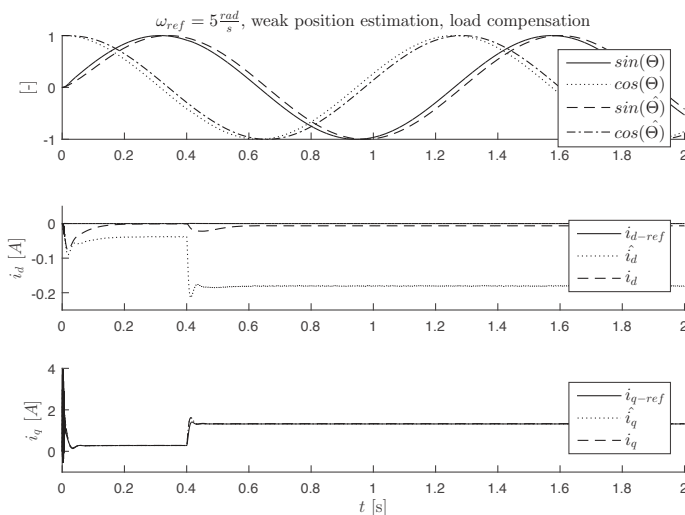 ω_ref = 5 rad/s, weak position estimation, load compensation
1
0
-1
[-]
sin(Θ)
cos(Θ)
sin(Θ̂)
cos(Θ̂)
0 0.2 0.4 0.6 0.8 1 1.2 1.4 1.6 1.8 2
0
-0.1
-0.2
i_d [A]
i_d−ref
î_d
i_d
0 0.2 0.4 0.6 0.8 1 1.2 1.4 1.6 1.8 2
4
2
0
i_q [A]
i_q−ref
î_q
i_q
0 0.2 0.4 0.6 0.8 1 1.2 1.4 1.6 1.8 2
t [s]